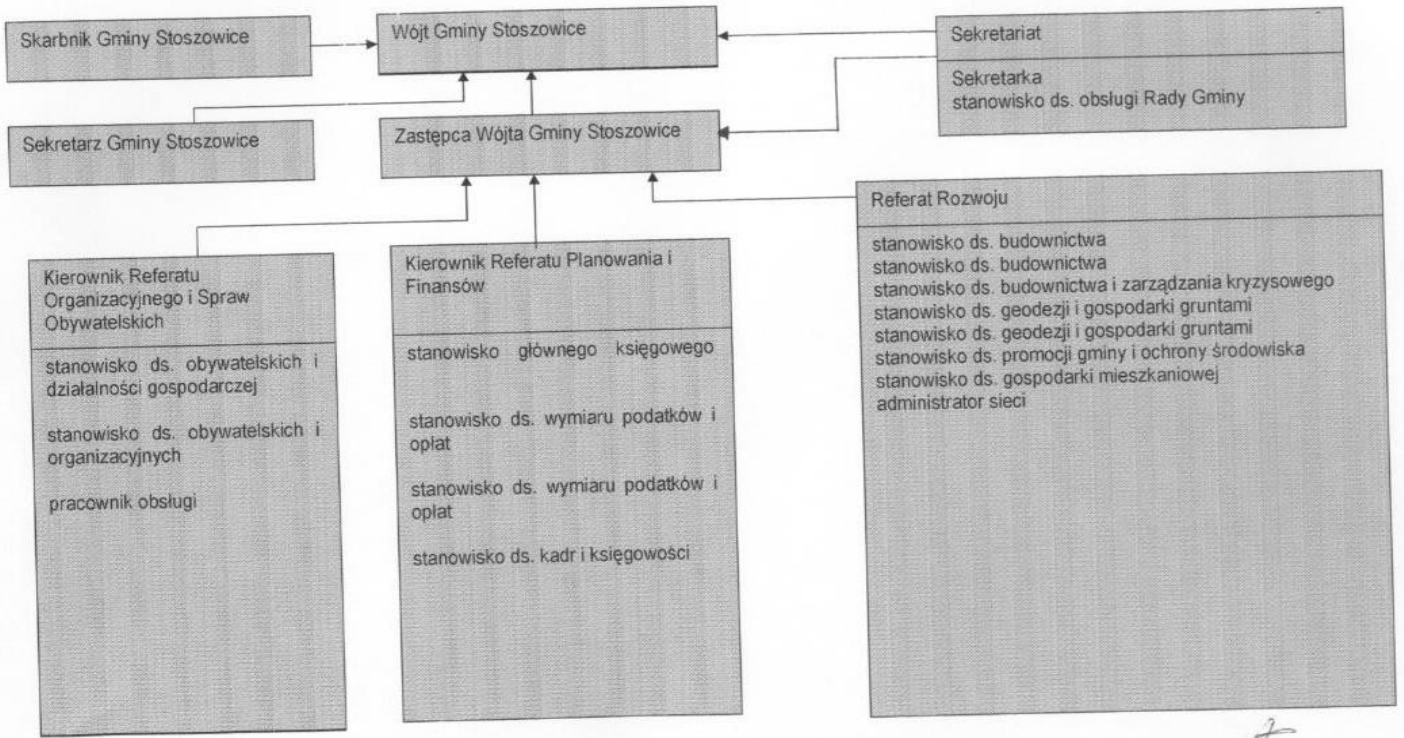 Skarbnik Gminy Stoszowice
Wójt Gminy Stoszowice
Sekretariat
Sekretarka
stanowisko ds. obsługi Rady Gminy
Sekretarz Gminy Stoszowice
Zastępca Wójta Gminy Stoszowice
Kierownik Referatu
Organizacyjnego i Spraw
Obywatelskich
stanowisko ds. obywatelskich i
działalności gospodarczej
stanowisko ds. obywatelskich i
organizacyjnych
pracownik obsługi
Kierownik Referatu Planowania i
Finansów
stanowisko głównego księgowego
stanowisko ds. wymiaru podatków i
opłat
stanowisko ds. wymiaru podatków i
opłat
stanowisko ds. kadr i księgowości
Referat Rozwoju
stanowisko ds. budownictwa
stanowisko ds. budownictwa
stanowisko ds. budownictwa i zarządzania kryzysowego
stanowisko ds. geodezji i gospodarki gruntami
stanowisko ds. geodezji i gospodarki gruntami
stanowisko ds. promocji gminy i ochrony środowiska
stanowisko ds. gospodarki mieszkaniowej
administrator sieci